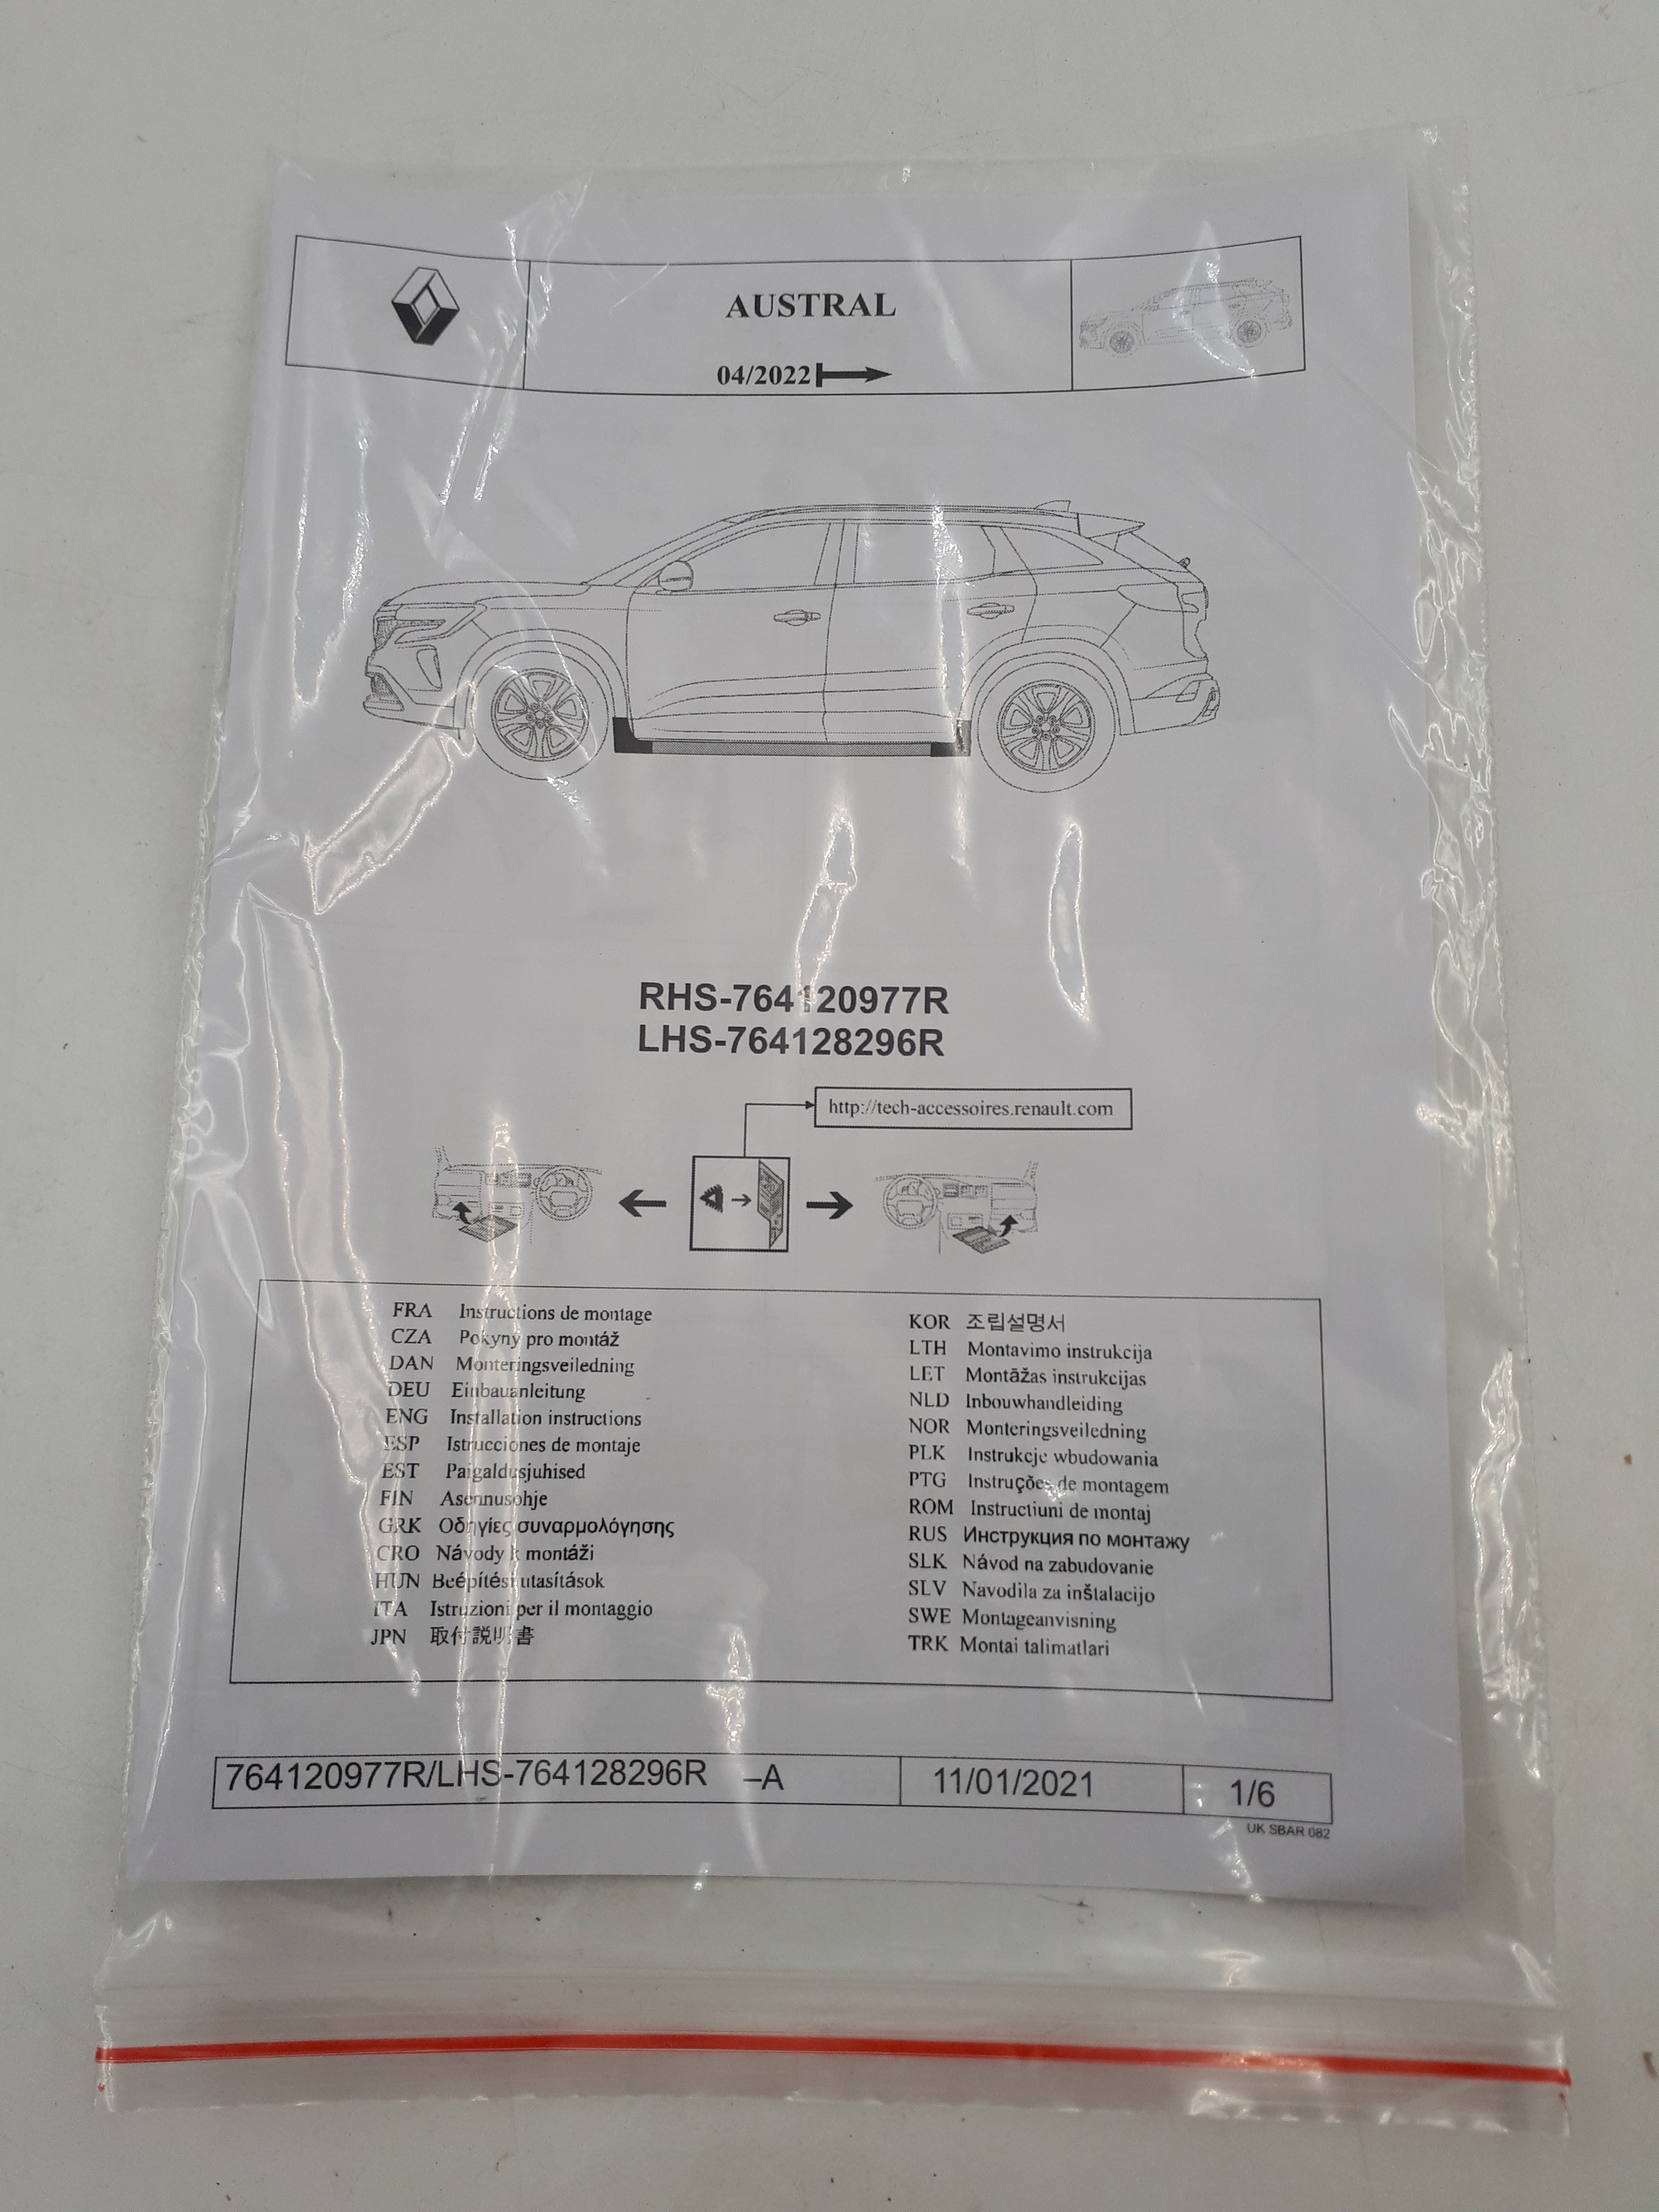 AUSTRAL
04/2022
RHS-764120977R
LHS-764128296R
http://tech-accessoires.renault.com
FRA Instructions de montage
CZA Pokyny pro montáž
DAN Monteringsveiledning
DEU Einbauanleitung
ENG Installation instructions
ESP Istrucciones de montaje
EST Paigaldusjuhised
FIN Asennusohje
GRK Οδηγίες συναρμολόγησης
CRO Návody k montáži
HUN Beépítési utasítások
ITA Istruzioni per il montaggio
JPN 取付説明書
KOR 조립설명서
LTH Montavimo instrukcija
LET Montāžas instrukcijas
NLD Inbouwhandleiding
NOR Monteringsveiledning
PLK Instrukcje wbudowania
PTG Instruções de montagem
ROM Instructiuni de montaj
RUS Инструкция по монтажу
SLK Návod na zabudovanie
SLV Navodila za inštalacijo
SWE Montageanvisning
TRK Montai talimatlari
764120977R/LHS-764128296R –A
11/01/2021
1/6
UK SBAR 082